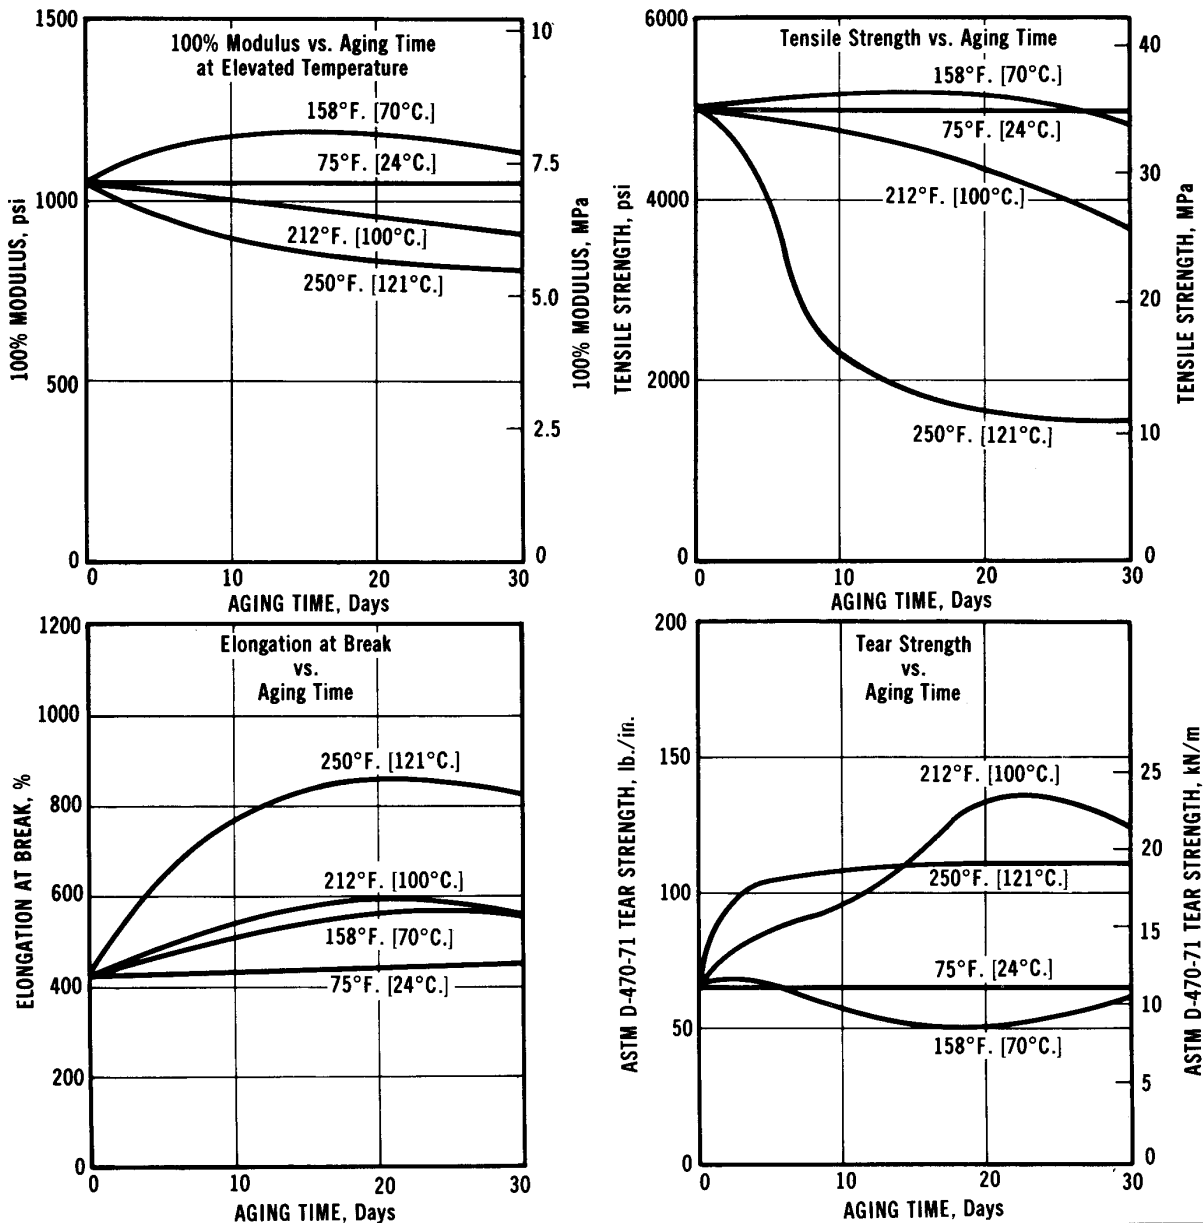 100% Modulus vs. Aging Time
at Elevated Temperature
1500
1000
500
0
100% MODULUS, psi
10
7.5
5.0
2.5
0
100% MODULUS, MPa
158°F. [70°C.]
75°F. [24°C.]
212°F. [100°C.]
250°F. [121°C.]
0 10 20 30
AGING TIME, Days
Tensile Strength vs. Aging Time
6000
5000
4000
2000
0
TENSILE STRENGTH, psi
40
30
20
10
0
TENSILE STRENGTH, MPa
158°F. [70°C.]
75°F. [24°C.]
212°F. [100°C.]
250°F. [121°C.]
0 10 20 30
AGING TIME, Days
Elongation at Break
vs.
Aging Time
1200
1000
800
600
400
200
0
ELONGATION AT BREAK, %
250°F. [121°C.]
212°F. [100°C.]
158°F. [70°C.]
75°F. [24°C.]
0 10 20 30
AGING TIME, Days
Tear Strength
vs.
Aging Time
200
150
100
50
0
ASTM D-470-71 TEAR STRENGTH, lb./in.
25
20
15
10
5
0
ASTM D-470-71 TEAR STRENGTH, kN/m
212°F. [100°C.]
250°F. [121°C.]
75°F. [24°C.]
158°F. [70°C.]
0 10 20 30
AGING TIME, Days